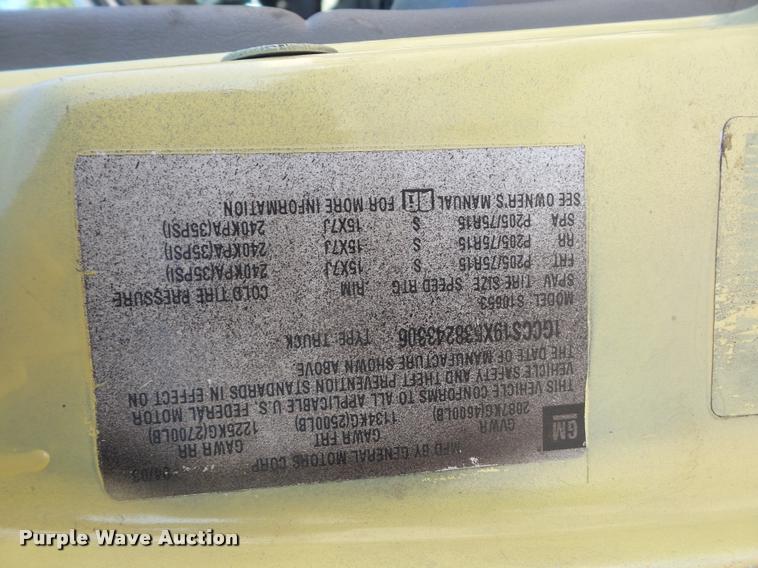 MFD BY GENERAL MOTORS CORP 04/03
GM
GVWR GAWR FRT GAWR RR
2087KG(4600LB) 1134KG(2500LB) 1225KG(2700LB)
THIS VEHICLE CONFORMS TO ALL APPLICABLE U.S. FEDERAL MOTOR
VEHICLE SAFETY AND THEFT PREVENTION STANDARDS IN EFFECT ON
THE DATE OF MANUFACTURE SHOWN ABOVE.
1GCCS19X638243306 TYPE: TRUCK
MODEL: S10653
SPAV TIRE SIZE SPEED RTG RIM COLD TIRE PRESSURE
FRT P205/75R15 S 15X7J 240KPA(35PSI)
RR P205/75R15 S 15X7J 240KPA(35PSI)
SPA P205/75R15 S 15X7J 240KPA(35PSI)
SEE OWNER'S MANUAL FOR MORE INFORMATION
Purple Wave Auction